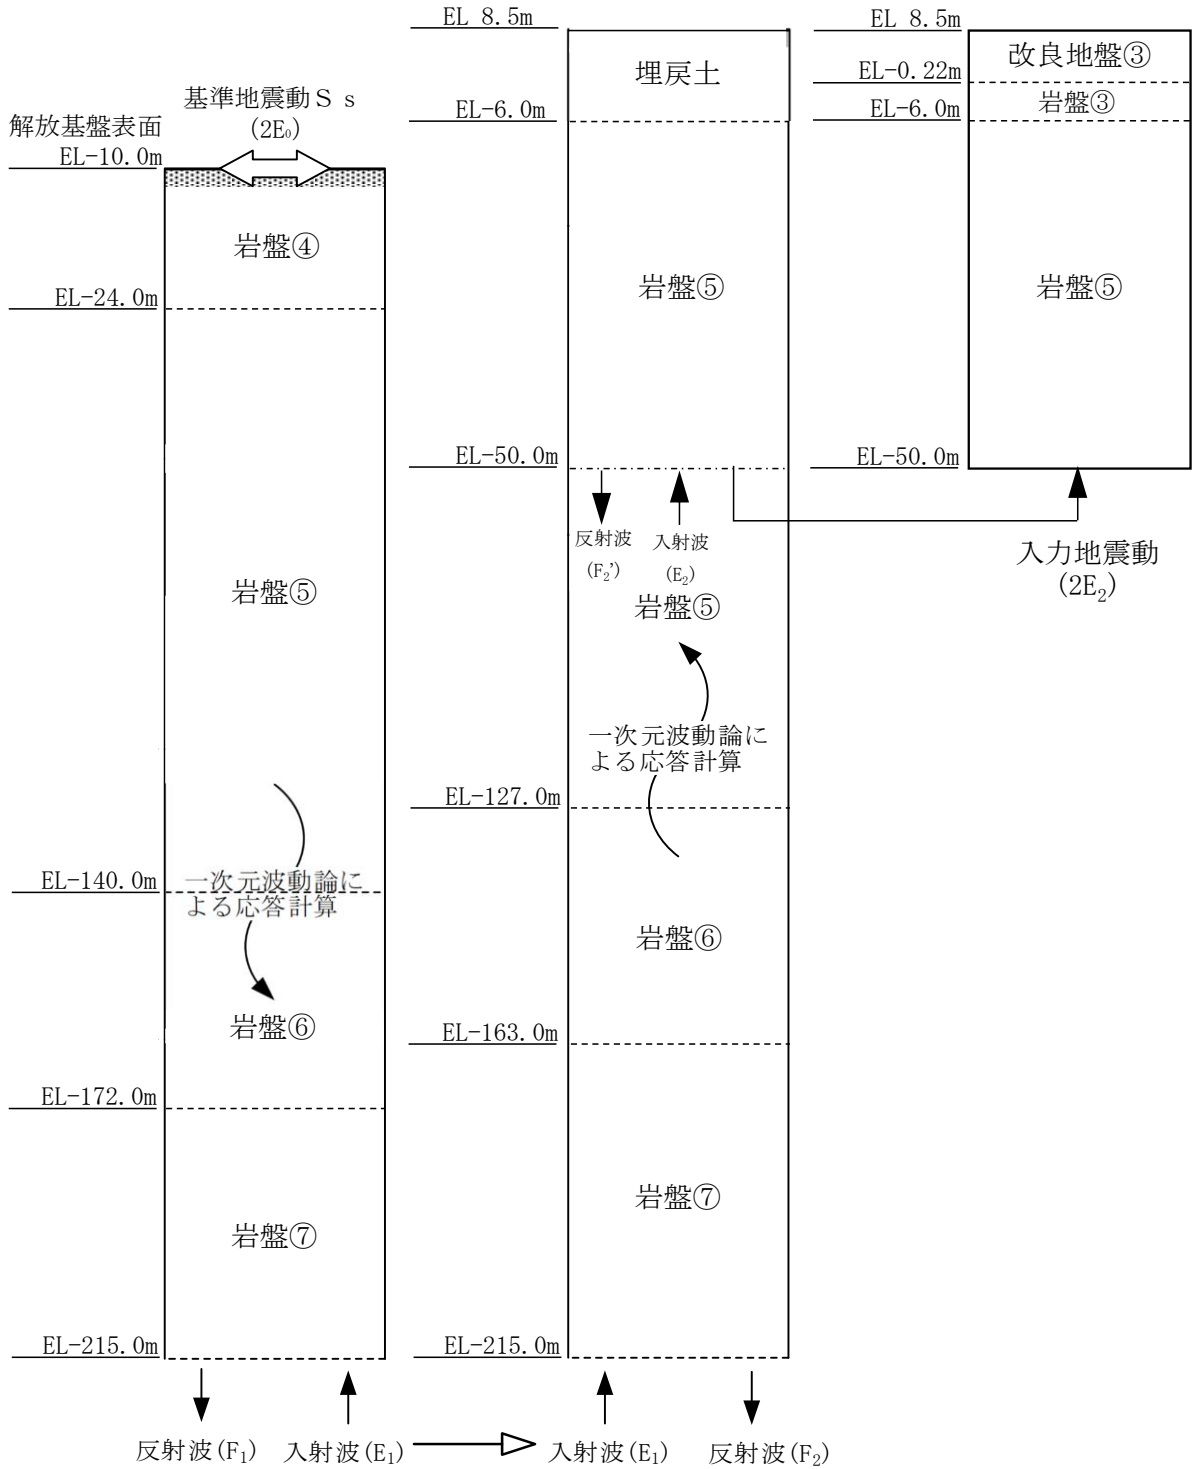 基準地震動Ｓｓ
(2E₀)
解放基盤表面
EL-10.0m
岩盤④
EL-24.0m
岩盤⑤
一次元波動論に
よる応答計算
EL-140.0m
岩盤⑥
EL-172.0m
岩盤⑦
EL-215.0m
反射波(F₁)
入射波(E₁)
EL 8.5m
埋戻土
EL-6.0m
岩盤⑤
EL-50.0m
反射波
(F₂')
入射波
(E₂)
岩盤⑤
一次元波動論に
よる応答計算
EL-127.0m
岩盤⑥
EL-163.0m
岩盤⑦
EL-215.0m
入射波(E₁)
反射波(F₂)
EL 8.5m
改良地盤③
EL-0.22m
岩盤③
EL-6.0m
岩盤⑤
EL-50.0m
入力地震動
(2E₂)